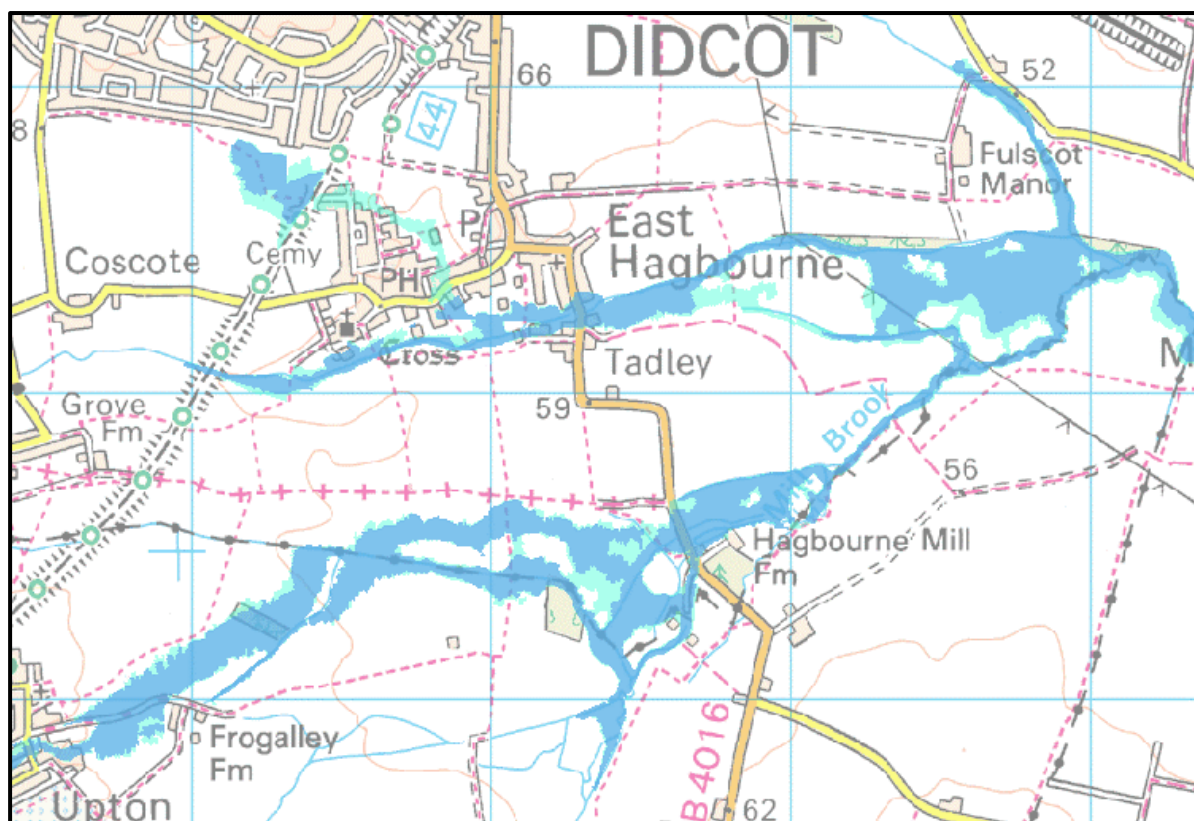 DIDCOT
66
52
44
8
Fulscot
Manor
P
East
Hagbourne
Coscote
Cemy
PH
Cross
Tadley
M
Grove
Fm
59
Mill Brook
56
Hagbourne Mill
Fm
Frogalley
Fm
B 4016
Upton
62